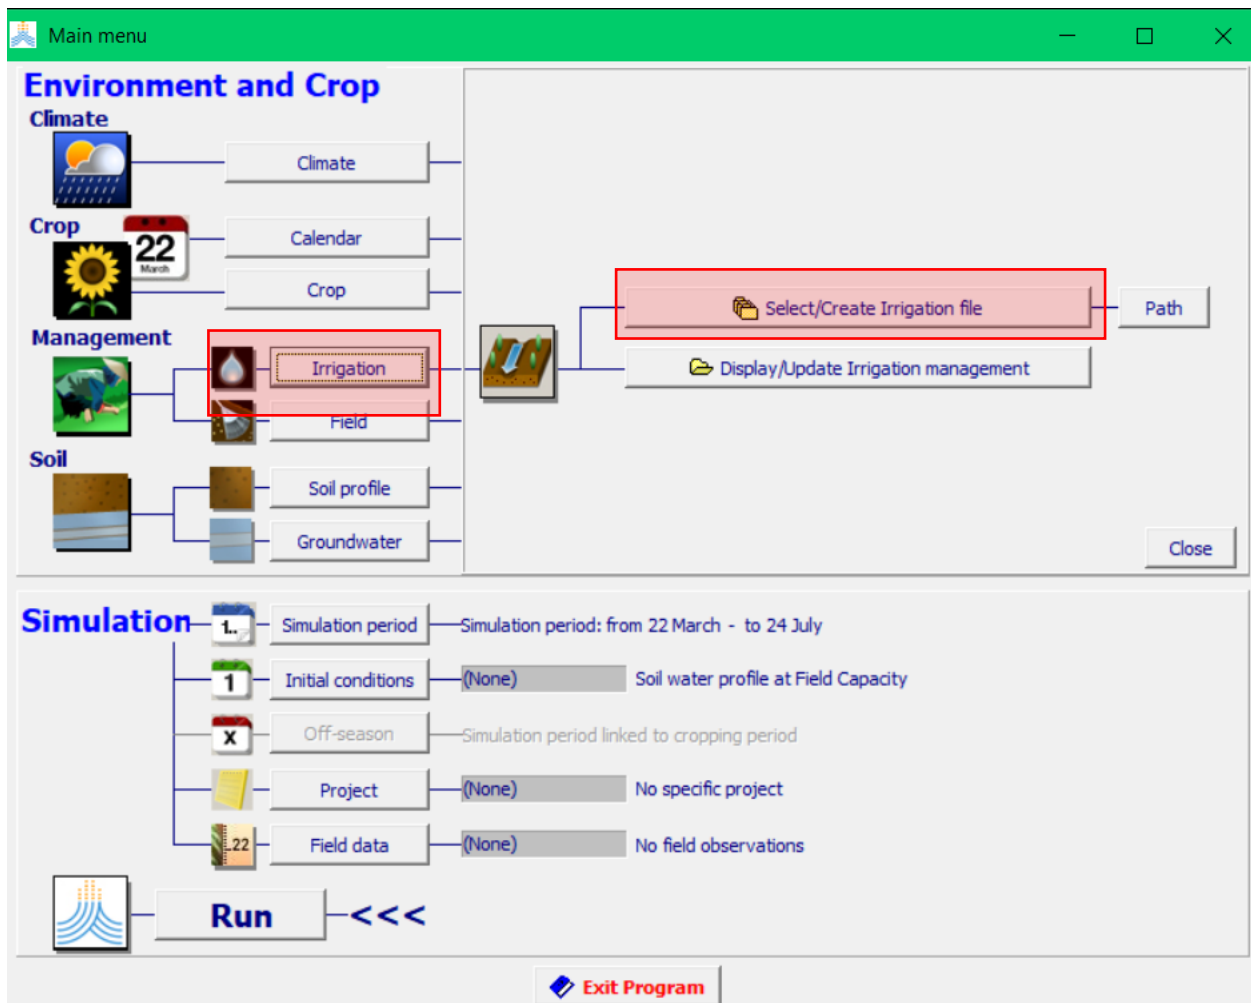 Main menu
Environment and Crop
Climate
Climate
Crop
22
March
Calendar
Crop
Management
Irrigation
Field
Soil
Soil profile
Groundwater
Select/Create Irrigation file
Path
Display/Update Irrigation management
Close
Simulation
1..
Simulation period
Simulation period: from 22 March - to 24 July
1
Initial conditions
(None)
Soil water profile at Field Capacity
X
Off-season
Simulation period linked to cropping period
Project
(None)
No specific project
..22
Field data
(None)
No field observations
Run
<<<
Exit Program